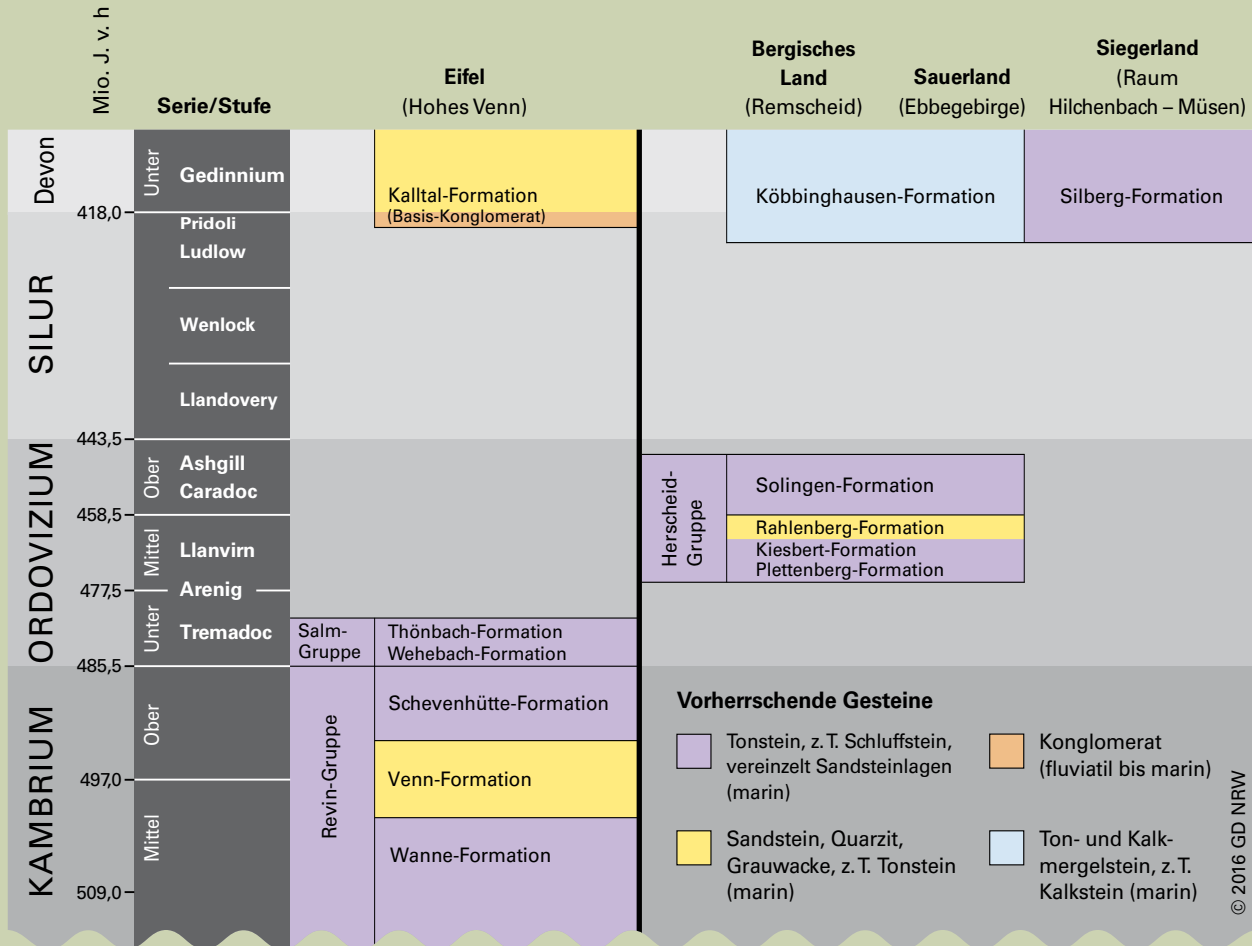 Mio. J. v. h
Serie/Stufe
Eifel
(Hohes Venn)
Bergisches
Land
(Remscheid)
Sauerland
(Ebbegebirge)
Siegerland
(Raum
Hilchenbach – Müsen)
Devon
Unter
Gedinnium
Kalltal-Formation
(Basis-Konglomerat)
Köbbinghausen-Formation
Silberg-Formation
418,0
SILUR
Pridoli
Ludlow
Wenlock
Llandovery
443,5
ORDOVIZIUM
Ober
Ashgill
Caradoc
Herscheid-
Gruppe
Solingen-Formation
458,5
Mittel
Llanvirn
Rahlenberg-Formation
Kiesbert-Formation
Plettenberg-Formation
477,5
Arenig
Unter
Tremadoc
Salm-
Gruppe
Thönbach-Formation
Wehebach-Formation
485,5
KAMBRIUM
Ober
Revin-Gruppe
Schevenhütte-Formation
497,0
Venn-Formation
Mittel
Wanne-Formation
509,0
Vorherrschende Gesteine
Tonstein, z. T. Schluffstein,
vereinzelt Sandsteinlagen
(marin)
Konglomerat
(fluviatil bis marin)
Sandstein, Quarzit,
Grauwacke, z. T. Tonstein
(marin)
Ton- und Kalk-
mergelstein, z. T.
Kalkstein (marin)
© 2016 GD NRW